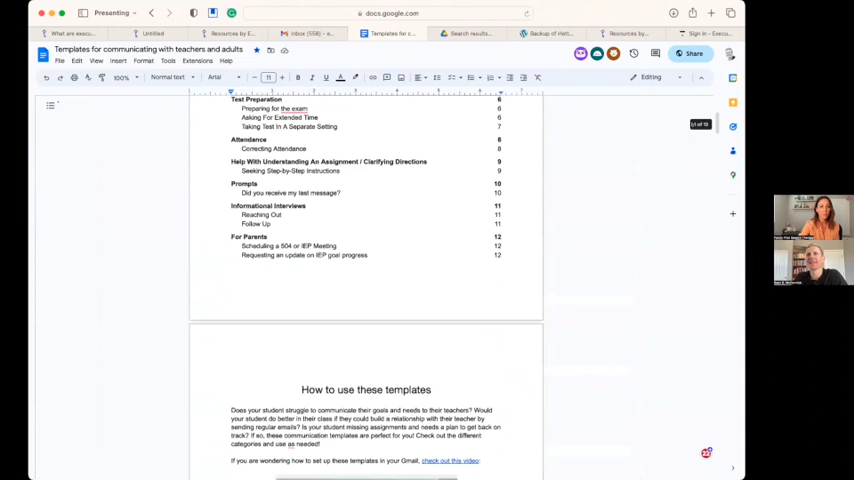 Presenting
docs.google.com
What are execu...
Untitled
Resources by E...
Inbox (558) - e...
Templates for c...
Search results...
Backup of iHeM...
Resources by...
Sign in - Execu...
Templates for communicating with teachers and adults
File Edit View Insert Format Tools Extensions Help
Share
100% Normal text Arial 11 B I U A Editing
1 2 3 4 5 6 7
Test Preparation 6
Preparing for the exam 6
Asking For Extended Time 6
Taking Test In A Separate Setting 7
Attendance 8
Correcting Attendance 8
Help With Understanding An Assignment / Clarifying Directions 9
Seeking Step-by-Step Instructions 9
Prompts 10
Did you receive my last message? 10
Informational Interviews 11
Reaching Out 11
Follow Up 11
For Parents 12
Scheduling a 504 or IEP Meeting 12
Requesting an update on IEP goal progress 12
How to use these templates
Does your student struggle to communicate their goals and needs to their teachers? Would
your student do better in their class if they could build a relationship with their teacher by
sending regular emails? Is your student missing assignments and needs a plan to get back on
track? If so, these communication templates are perfect for you! Check out the different
categories and use as needed!
If you are wondering how to set up these templates in your Gmail, check out this video: